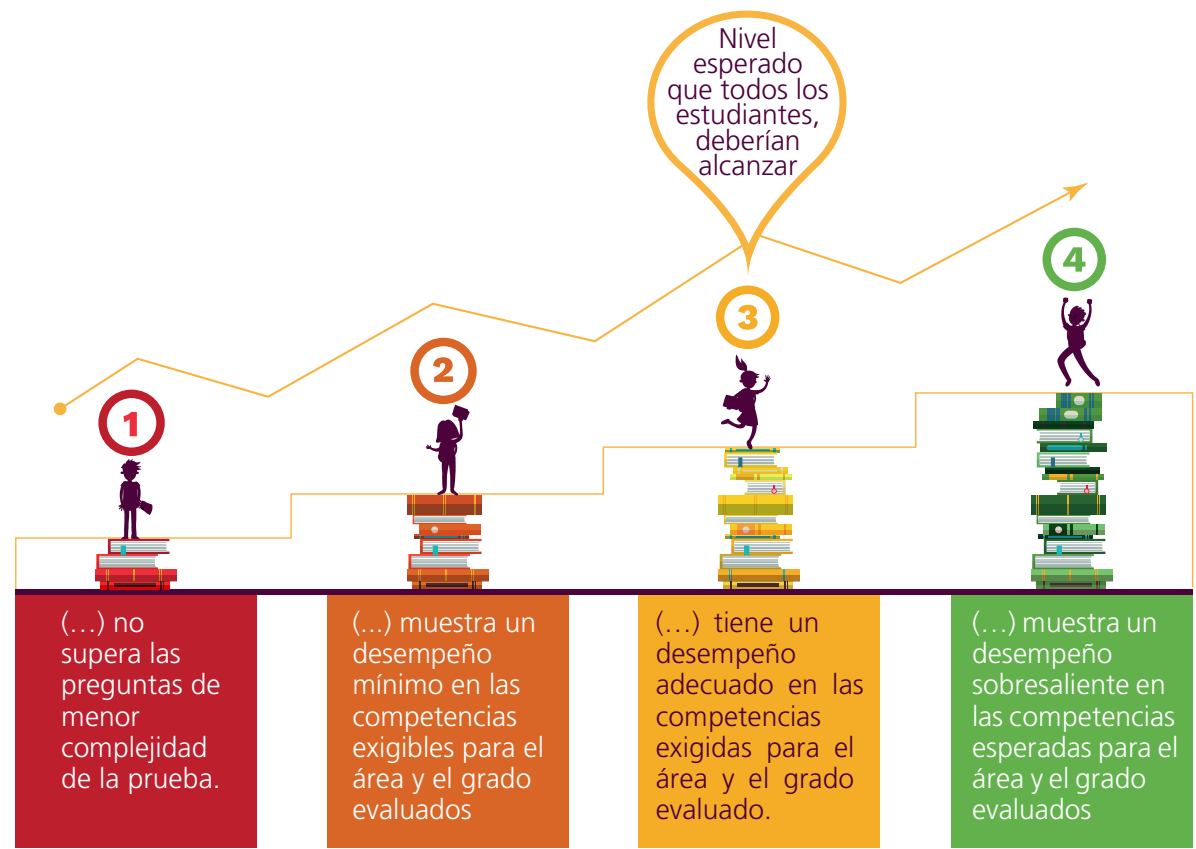 Nivel
esperado
que todos los
estudiantes,
deberían
alcanzar
1
2
3
4
(…) no
supera las
preguntas de
menor
complejidad
de la prueba.
(...) muestra un
desempeño
mínimo en las
competencias
exigibles para el
área y el grado
evaluados
(…) tiene un
desempeño
adecuado en las
competencias
exigidas para el
área y el grado
evaluado.
(…) muestra un
desempeño
sobresaliente en
las competencias
esperadas para el
área y el grado
evaluados